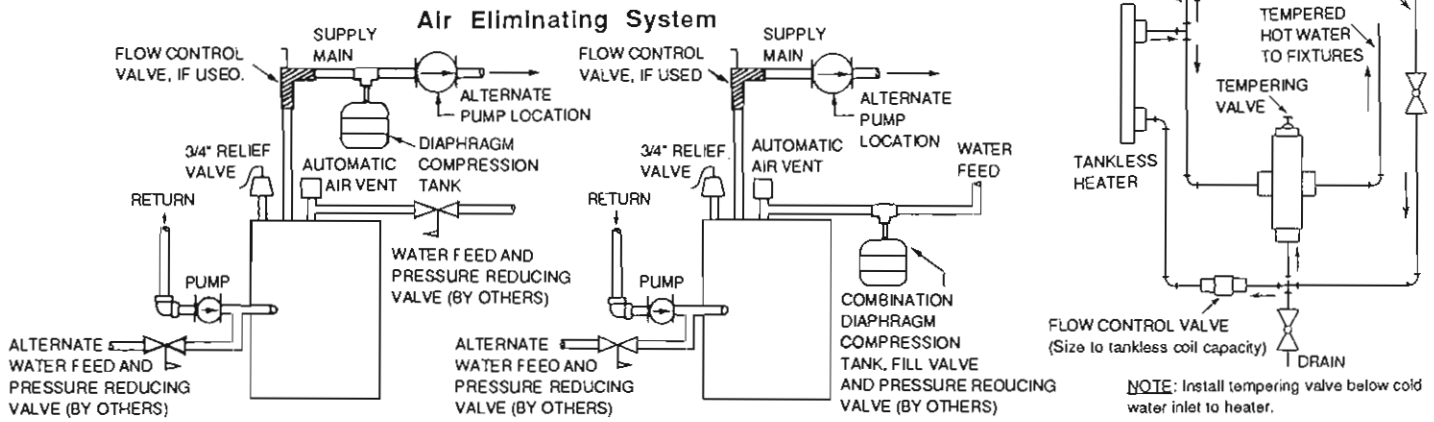 Air Eliminating System
FLOW CONTROL
VALVE, IF USED.
SUPPLY
MAIN
ALTERNATE
PUMP LOCATION
DIAPHRAGM
COMPRESSION
TANK
3/4" RELIEF
VALVE
AUTOMATIC
AIR VENT
RETURN
PUMP
WATER FEED AND
PRESSURE REDUCING
VALVE (BY OTHERS)
ALTERNATE
WATER FEED AND
PRESSURE REDUCING
VALVE (BY OTHERS)
FLOW CONTROL
VALVE, IF USED
SUPPLY
MAIN
ALTERNATE
PUMP
LOCATION
3/4" RELIEF
VALVE
AUTOMATIC
AIR VENT
WATER
FEED
RETURN
PUMP
COMBINATION
DIAPHRAGM
COMPRESSION
TANK, FILL VALVE
AND PRESSURE REDUCING
VALVE (BY OTHERS)
ALTERNATE
WATER FEED AND
PRESSURE REDUCING
VALVE (BY OTHERS)
TEMPERED
HOT WATER
TO FIXTURES
TEMPERING
VALVE
TANKLESS
HEATER
FLOW CONTROL VALVE
(Size to tankless coil capacity)
DRAIN
NOTE: Install tempering valve below cold
water inlet to heater.